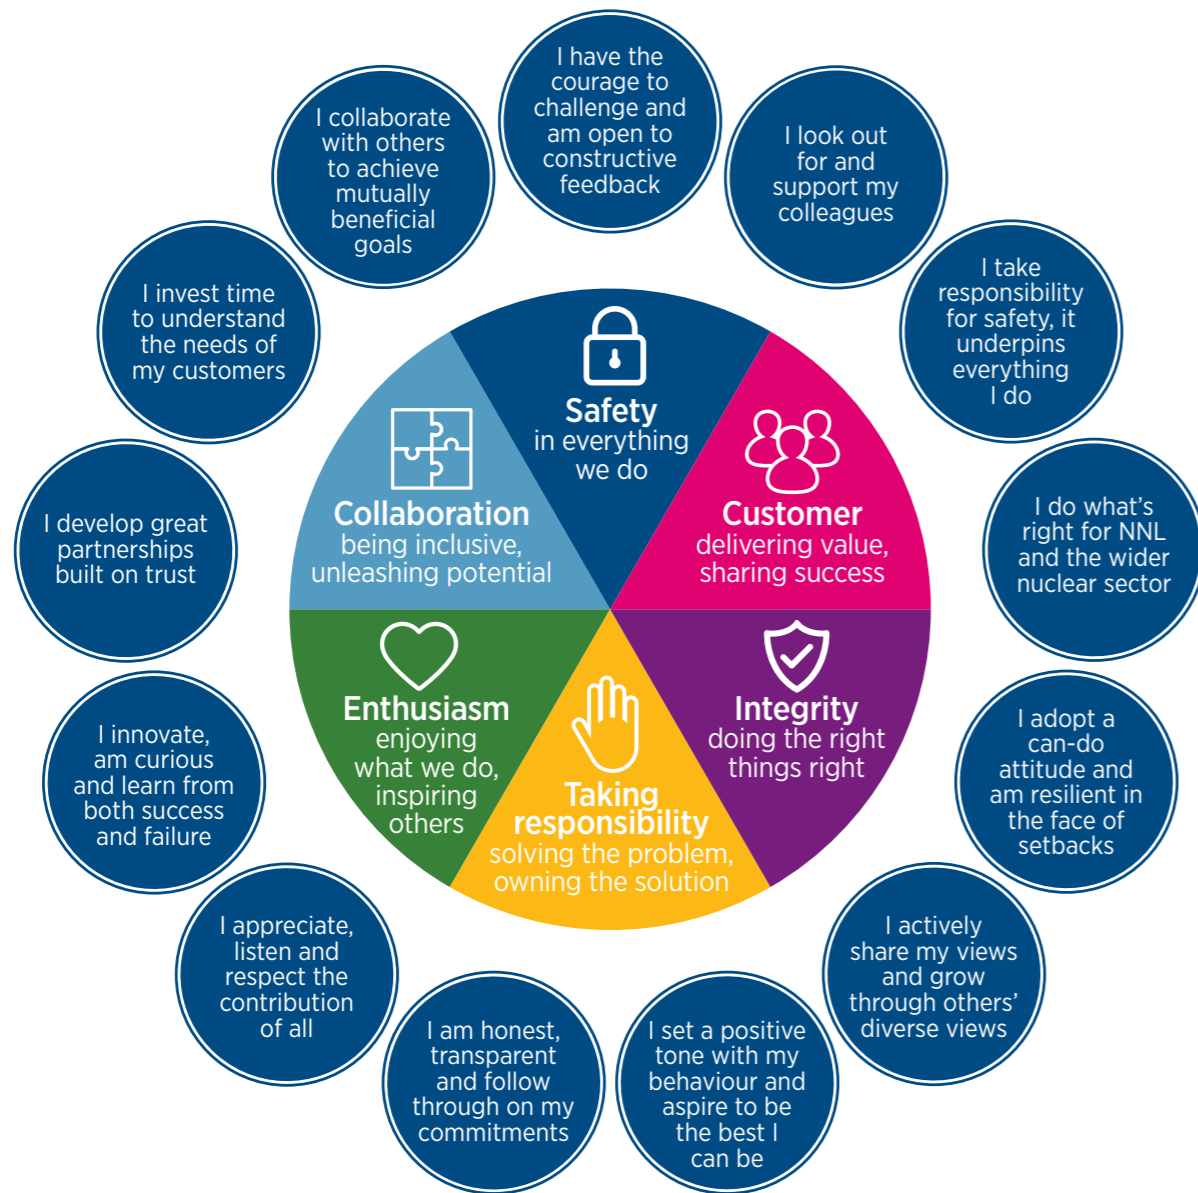 I have the
courage to
challenge and
am open to
constructive
feedback
I look out
for and
support my
colleagues
I take
responsibility
for safety, it
underpins
everything
I do
I do what’s
right for NNL
and the wider
nuclear sector
I adopt a
can-do
attitude and
am resilient in
the face of
setbacks
I actively
share my views
and grow
through others’
diverse views
I set a positive
tone with my
behaviour and
aspire to be
the best I
can be
I am honest,
transparent
and follow
through on my
commitments
I appreciate,
listen and
respect the
contribution
of all
I innovate,
am curious
and learn from
both success
and failure
I develop great
partnerships
built on trust
I invest time
to understand
the needs of
my customers
I collaborate
with others
to achieve
mutually
beneficial
goals
Safety
in everything
we do
Customer
delivering value,
sharing success
Integrity
doing the right
things right
Taking
responsibility
solving the problem,
owning the solution
Enthusiasm
enjoying
what we do,
inspiring
others
Collaboration
being inclusive,
unleashing potential